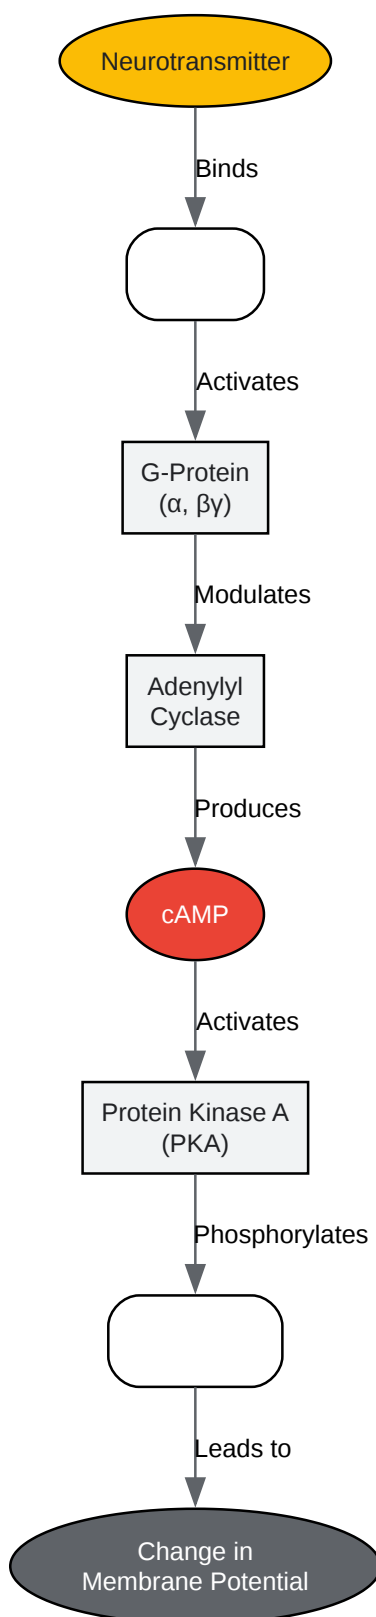 Neurotransmitter
Binds
Activates
G-Protein
(α, βγ)
Modulates
Adenylyl
Cyclase
Produces
cAMP
Activates
Protein Kinase A
(PKA)
Phosphorylates
Leads to
Change in
Membrane Potential